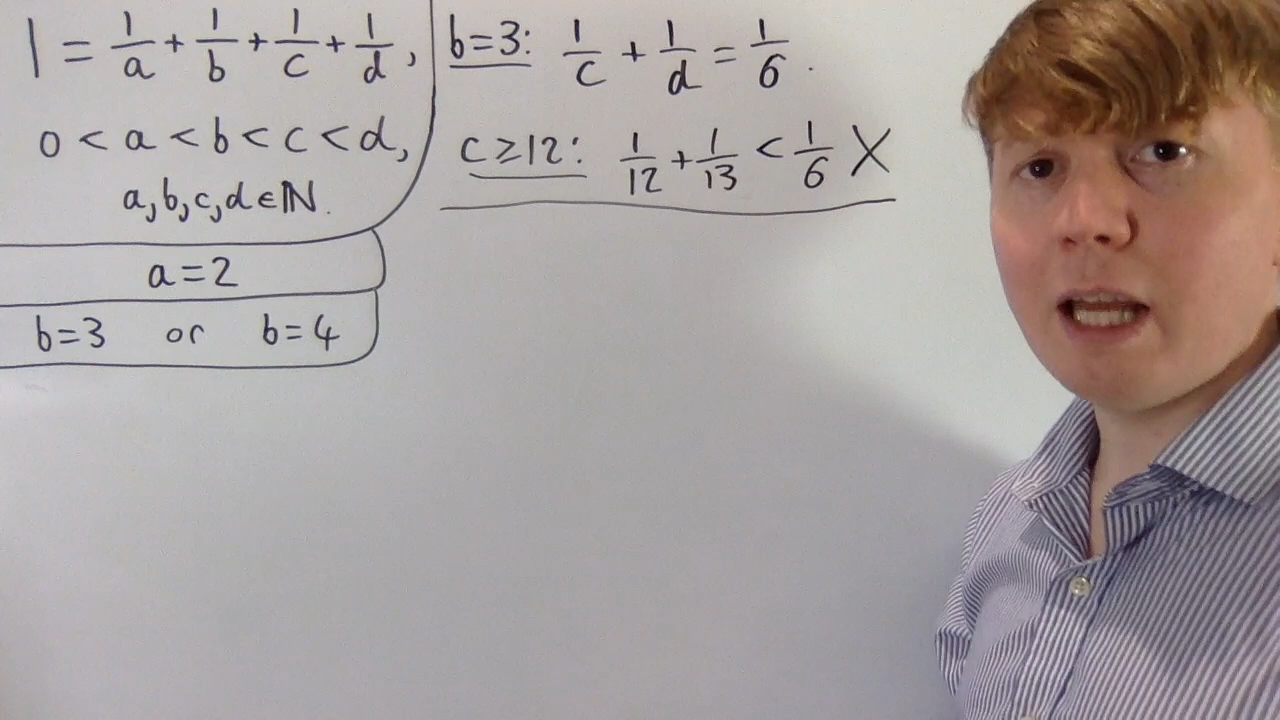 1 = 1/a + 1/b + 1/c + 1/d,
0 < a < b < c < d,
a,b,c,d ∈ ℕ.
a=2
b=3 or b=4
b=3: 1/c + 1/d = 1/6.
c ≥ 12: 1/12 + 1/13 < 1/6 X